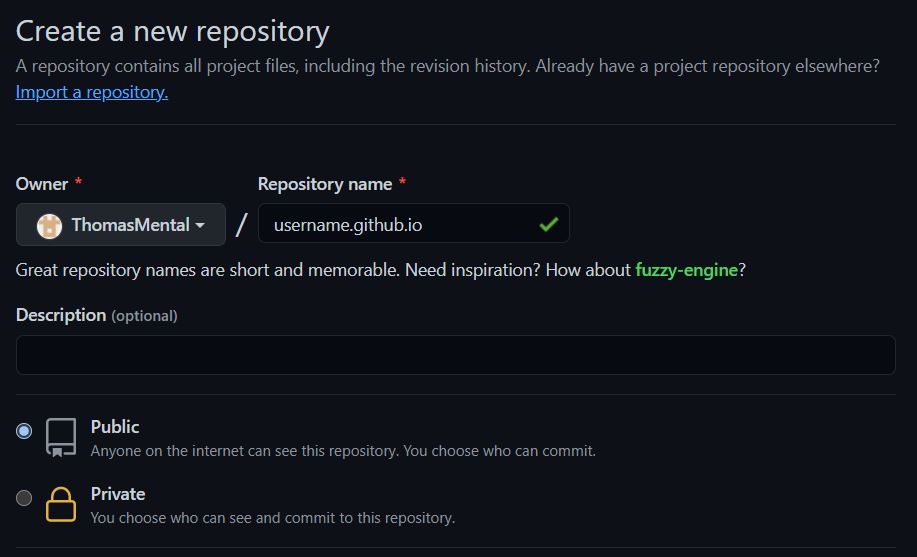 Create a new repository
A repository contains all project files, including the revision history. Already have a project repository elsewhere?
Import a repository.
Owner *
Repository name *
ThomasMental / username.github.io
Great repository names are short and memorable. Need inspiration? How about fuzzy-engine?
Description (optional)
Public
Anyone on the internet can see this repository. You choose who can commit.
Private
You choose who can see and commit to this repository.